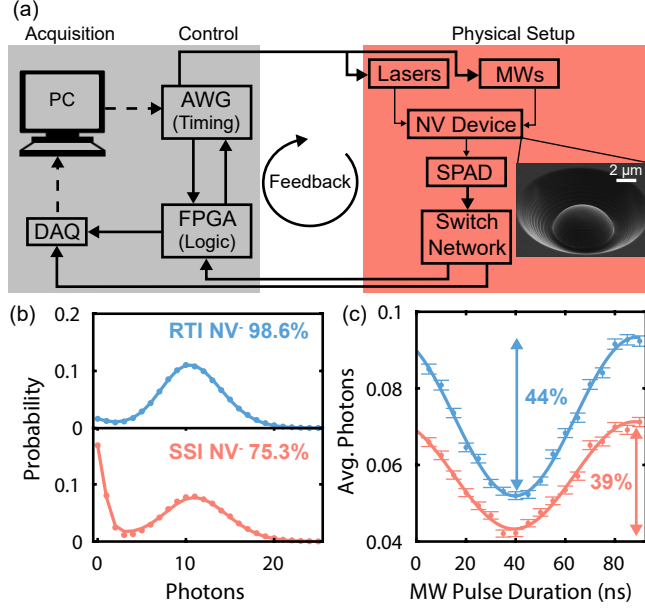 (a)
Acquisition Control Physical Setup
PC
AWG
(Timing)
Lasers
MWs
NV Device
Feedback
SPAD
2 μm
DAQ
FPGA
(Logic)
Switch
Network
(b)
0.2
RTI NV- 98.6%
0
SSI NV- 75.3%
0.1
0
0 10 20
Probability
Photons
(c)
0.1
0.08
0.06
0.04
44%
39%
0 20 40 60 80
Avg. Photons
MW Pulse Duration (ns)